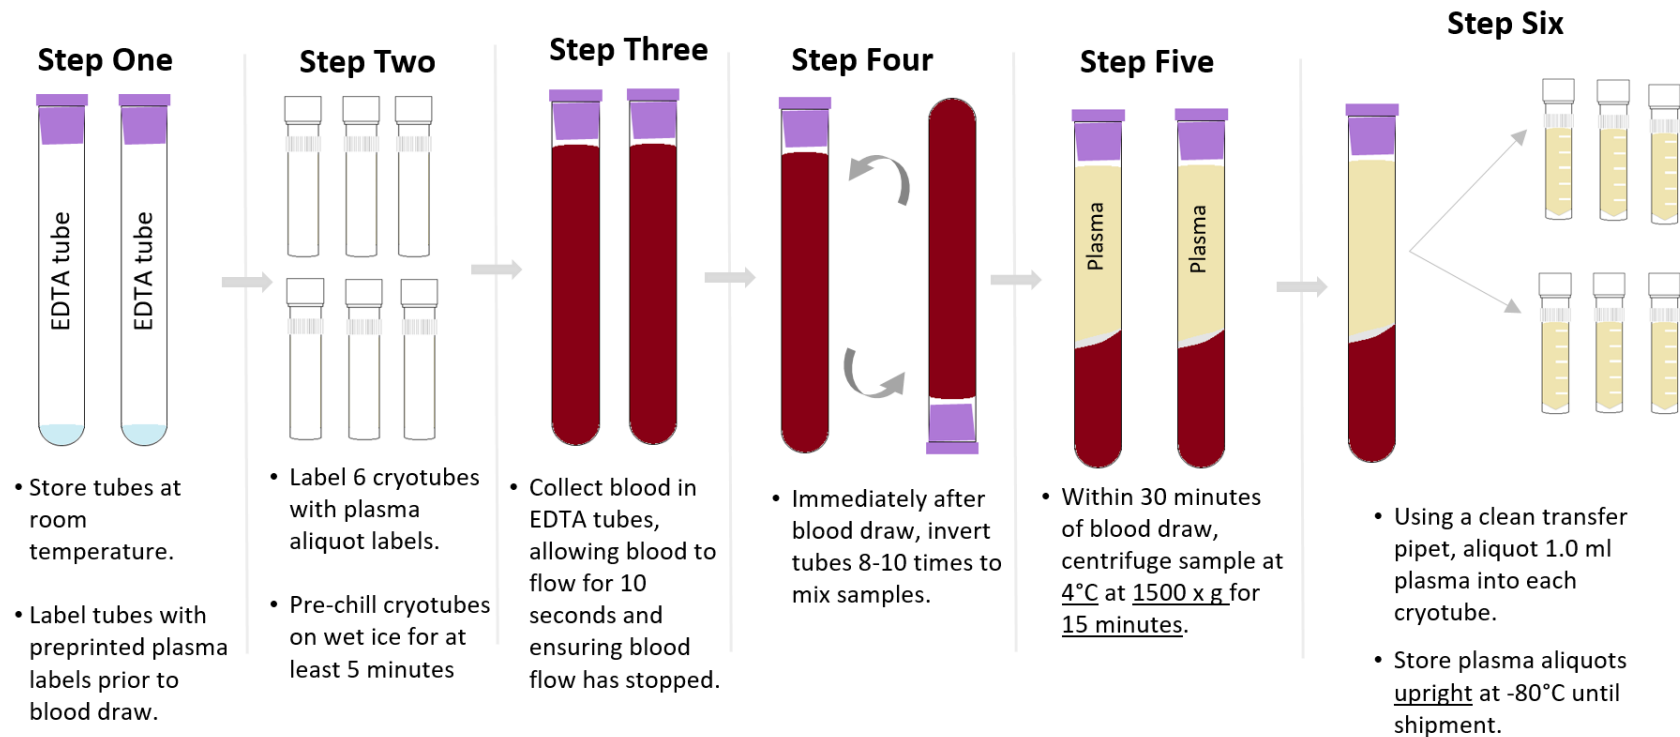 Step One
EDTA tube
EDTA tube
• Store tubes at
room
temperature.
• Label tubes with
preprinted plasma
labels prior to
blood draw.
Step Two
• Label 6 cryotubes
with plasma
aliquot labels.
• Pre-chill cryotubes
on wet ice for at
least 5 minutes
Step Three
• Collect blood in
EDTA tubes,
allowing blood to
flow for 10
seconds and
ensuring blood
flow has stopped.
Step Four
• Immediately after
blood draw, invert
tubes 8-10 times to
mix samples.
Step Five
Plasma
Plasma
• Within 30 minutes
of blood draw,
centrifuge sample at
4°C at 1500 x g for
15 minutes.
Step Six
• Using a clean transfer
pipet, aliquot 1.0 ml
plasma into each
cryotube.
• Store plasma aliquots
upright at -80°C until
shipment.